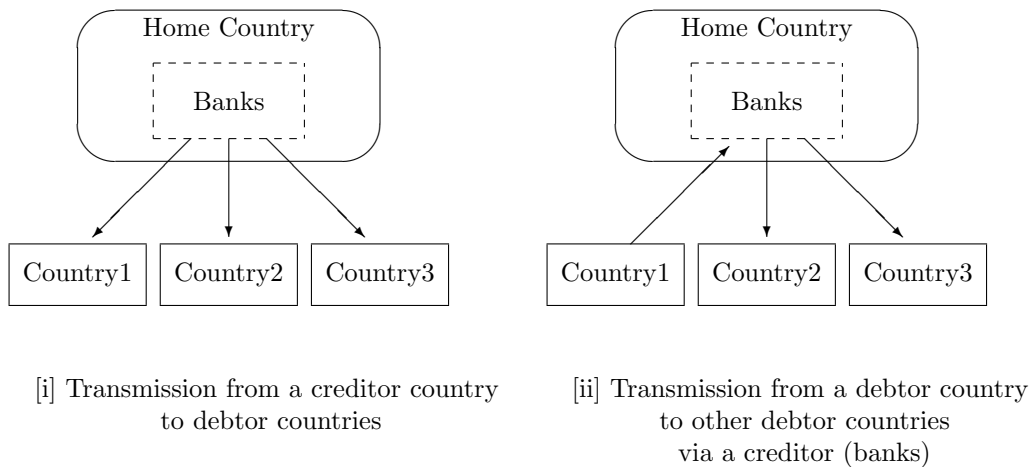 Home Country
Banks
Country1
Country2
Country3
[i] Transmission from a creditor country
to debtor countries
Home Country
Banks
Country1
Country2
Country3
[ii] Transmission from a debtor country
to other debtor countries
via a creditor (banks)